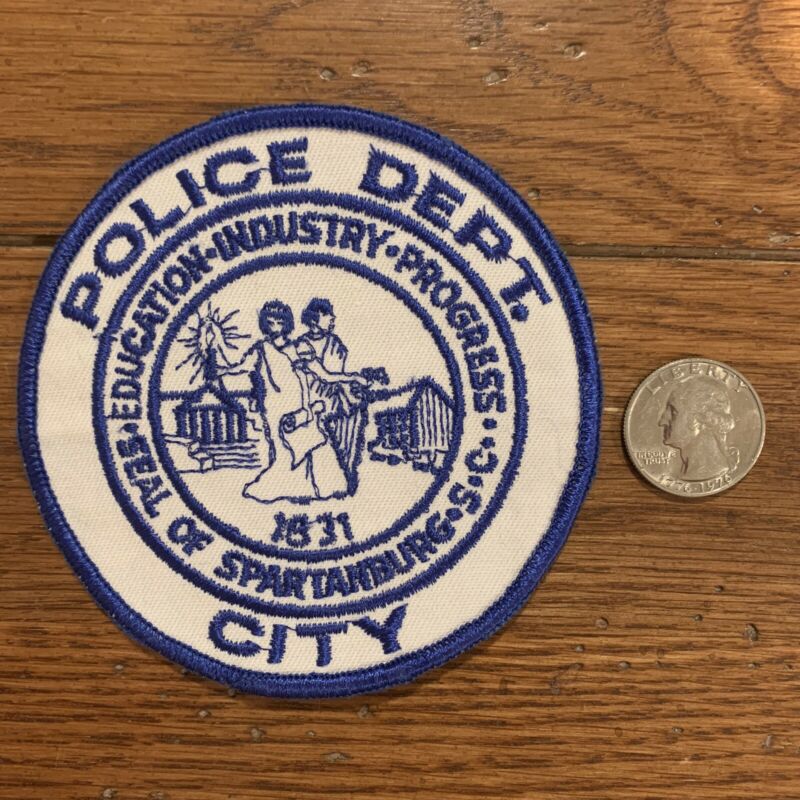 POLICE DEPT.
EDUCATION•INDUSTRY•PROGRESS
SEAL OF SPARTANBURG•S•C•
1831
CITY
LIBERTY
IN GOD WE TRUST
1776-1976